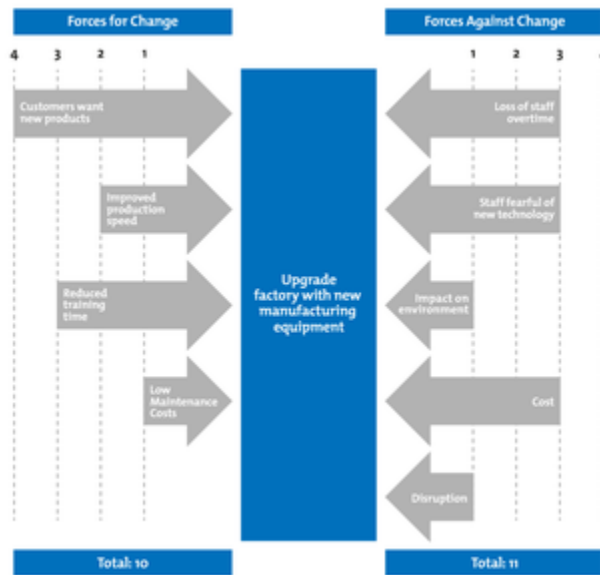 Forces for Change
Forces Against Change
4 3 2 1
1 2 3
Customers want
new products
Loss of staff
overtime
Improved
production
speed
Staff fearful of
new technology
Upgrade
factory with new
manufacturing
equipment
Reduced
training
time
Impact on
environment
Low
Maintenance
Costs
Cost
Disruption
Total: 10
Total: 11